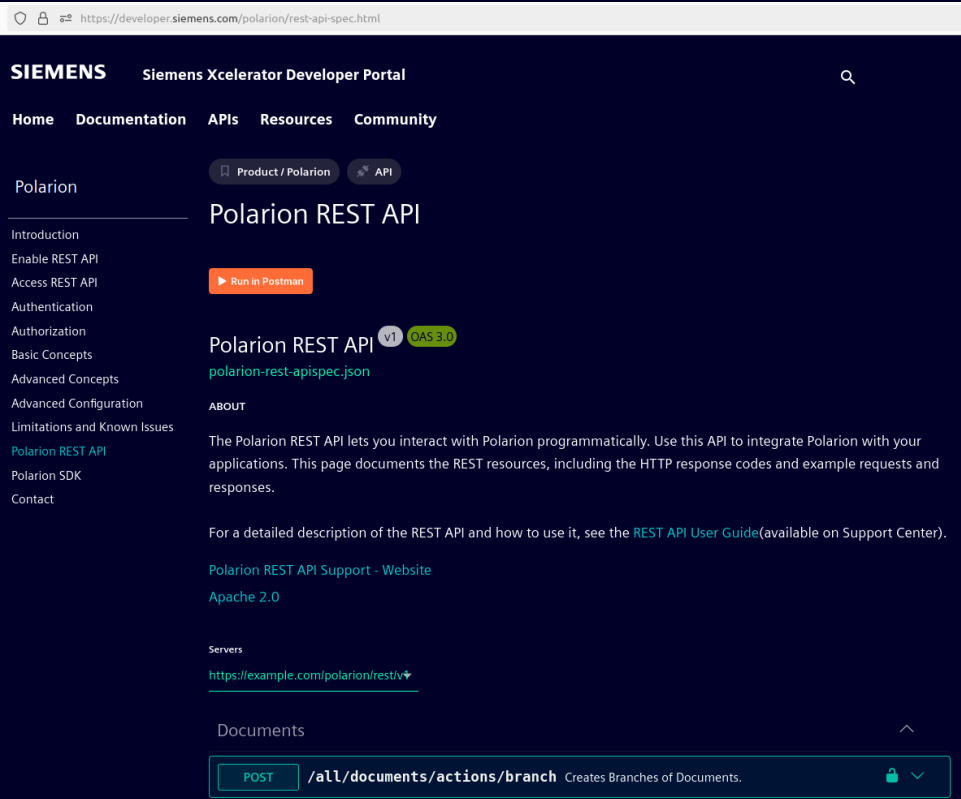 https://developer.siemens.com/polarion/rest-api-spec.html
SIEMENS
Siemens Xcelerator Developer Portal
Home Documentation APIs Resources Community
Polarion
Introduction
Enable REST API
Access REST API
Authentication
Authorization
Basic Concepts
Advanced Concepts
Advanced Configuration
Limitations and Known Issues
Polarion REST API
Polarion SDK
Contact
Product / Polarion
API
Polarion REST API
Run in Postman
Polarion REST API v1 OAS 3.0
polarion-rest-apispec.json
ABOUT
The Polarion REST API lets you interact with Polarion programmatically. Use this API to integrate Polarion with your
applications. This page documents the REST resources, including the HTTP response codes and example requests and
responses.
For a detailed description of the REST API and how to use it, see the REST API User Guide(available on Support Center).
Polarion REST API Support - Website
Apache 2.0
Servers
https://example.com/polarion/rest/v1
Documents
POST /all/documents/actions/branch Creates Branches of Documents.